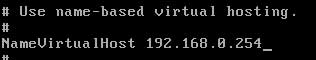 # Use name-based virtual hosting.
#
NameVirtualHost 192.168.0.254_
#